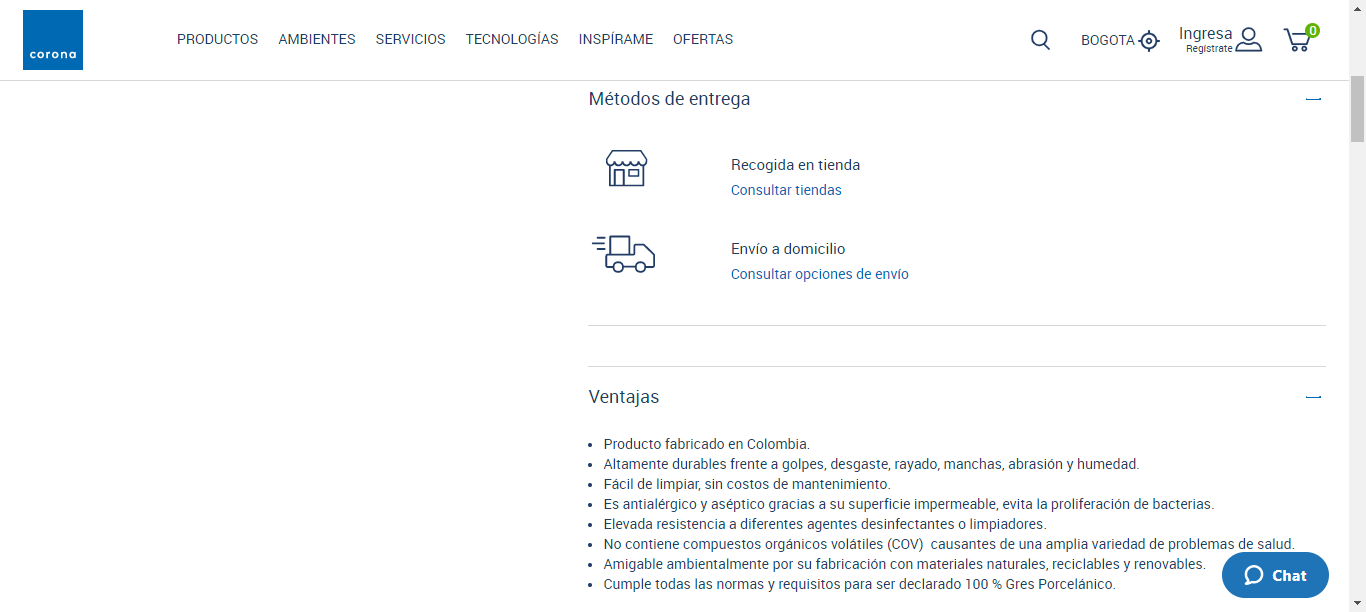 corona
PRODUCTOS AMBIENTES SERVICIOS TECNOLOGÍAS INSPÍRAME OFERTAS
BOGOTA
Ingresa
Regístrate
0
Métodos de entrega
Recogida en tienda
Consultar tiendas
Envío a domicilio
Consultar opciones de envío
Ventajas
• Producto fabricado en Colombia.
• Altamente durables frente a golpes, desgaste, rayado, manchas, abrasión y humedad.
• Fácil de limpiar, sin costos de mantenimiento.
• Es antialérgico y aséptico gracias a su superficie impermeable, evita la proliferación de bacterias.
• Elevada resistencia a diferentes agentes desinfectantes o limpiadores.
• No contiene compuestos orgánicos volátiles (COV)  causantes de una amplia variedad de problemas de salud.
• Amigable ambientalmente por su fabricación con materiales naturales, reciclables y renovables.
• Cumple todas las normas y requisitos para ser declarado 100 % Gres Porcelánico.
Chat